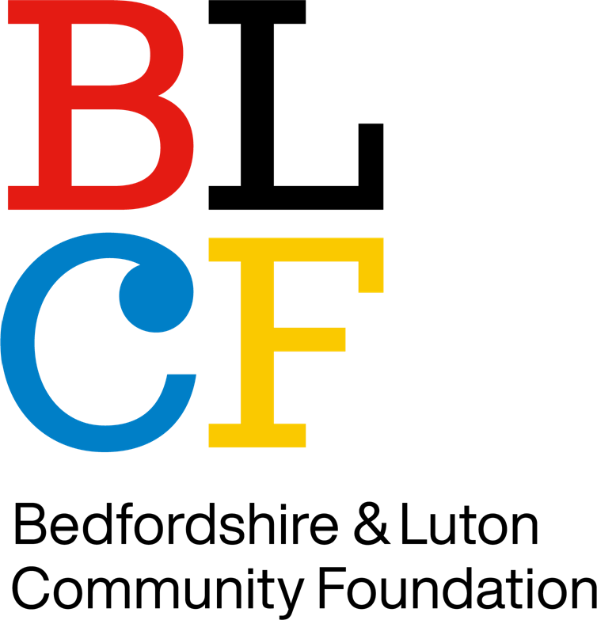 BL
CF
Bedfordshire & Luton
Community Foundation